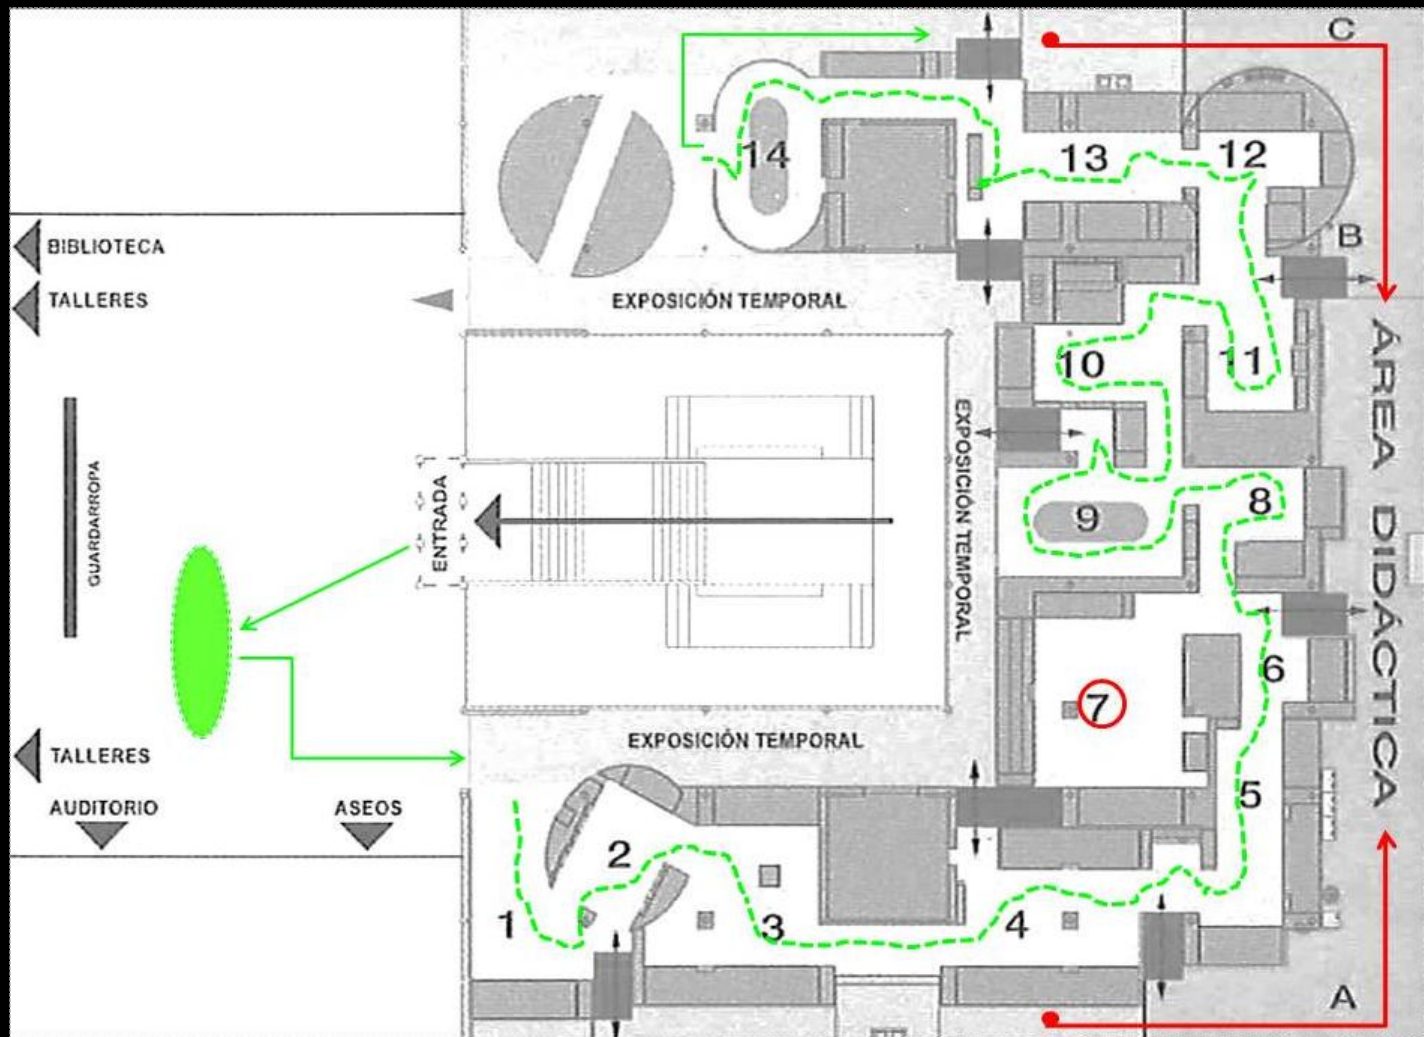 C
14
13
12
BIBLIOTECA
B
TALLERES
EXPOSICIÓN TEMPORAL
10
11
ÁREA DIDÁCTICA
EXPOSICIÓN TEMPORAL
GUARDARROPA
ENTRADA
9
8
6
7
TALLERES
EXPOSICIÓN TEMPORAL
5
AUDITORIO
ASEOS
2
1
3
4
A